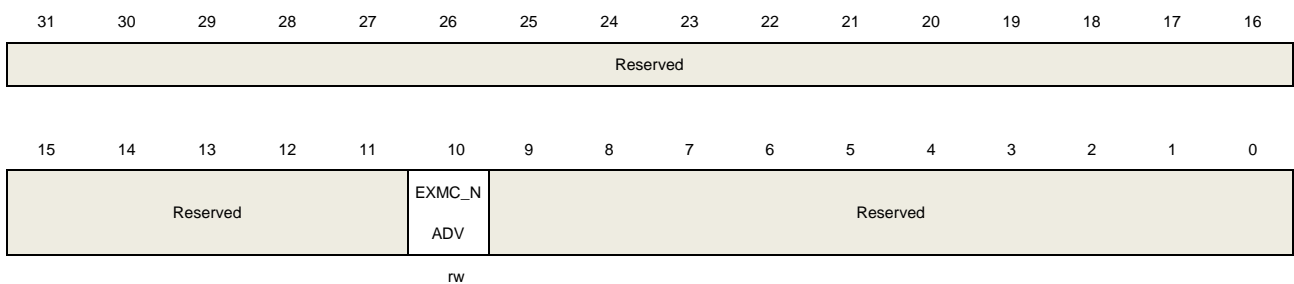 31 30 29 28 27 26 25 24 23 22 21 20 19 18 17 16
Reserved
15 14 13 12 11 10 9 8 7 6 5 4 3 2 1 0
Reserved
EXMC_N
ADV
Reserved
rw